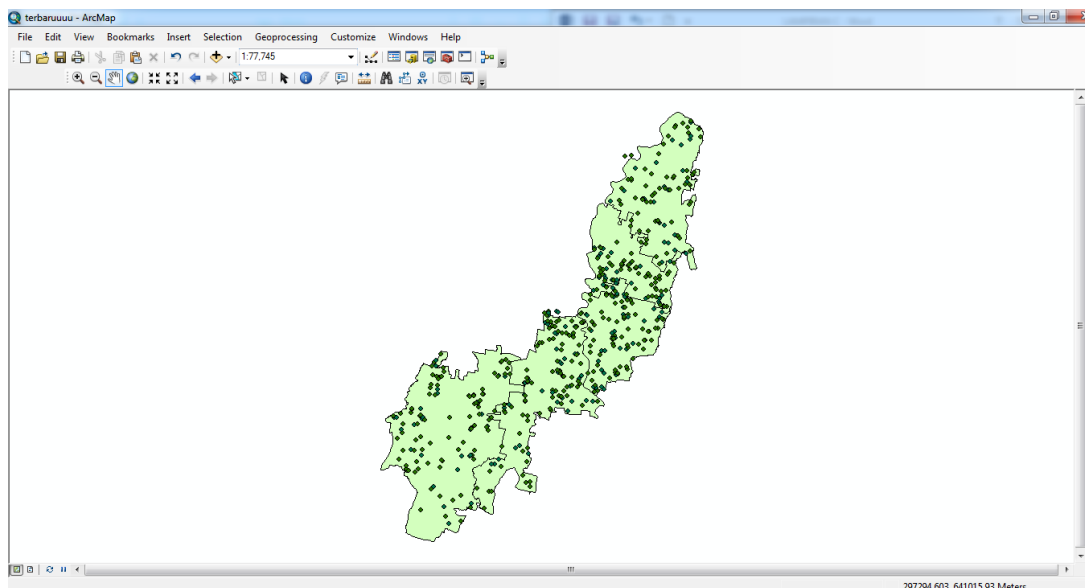 terbaruuuu - ArcMap
File Edit View Bookmarks Insert Selection Geoprocessing Customize Windows Help
1:77,745
XY
297294,603 641015,93 Meters